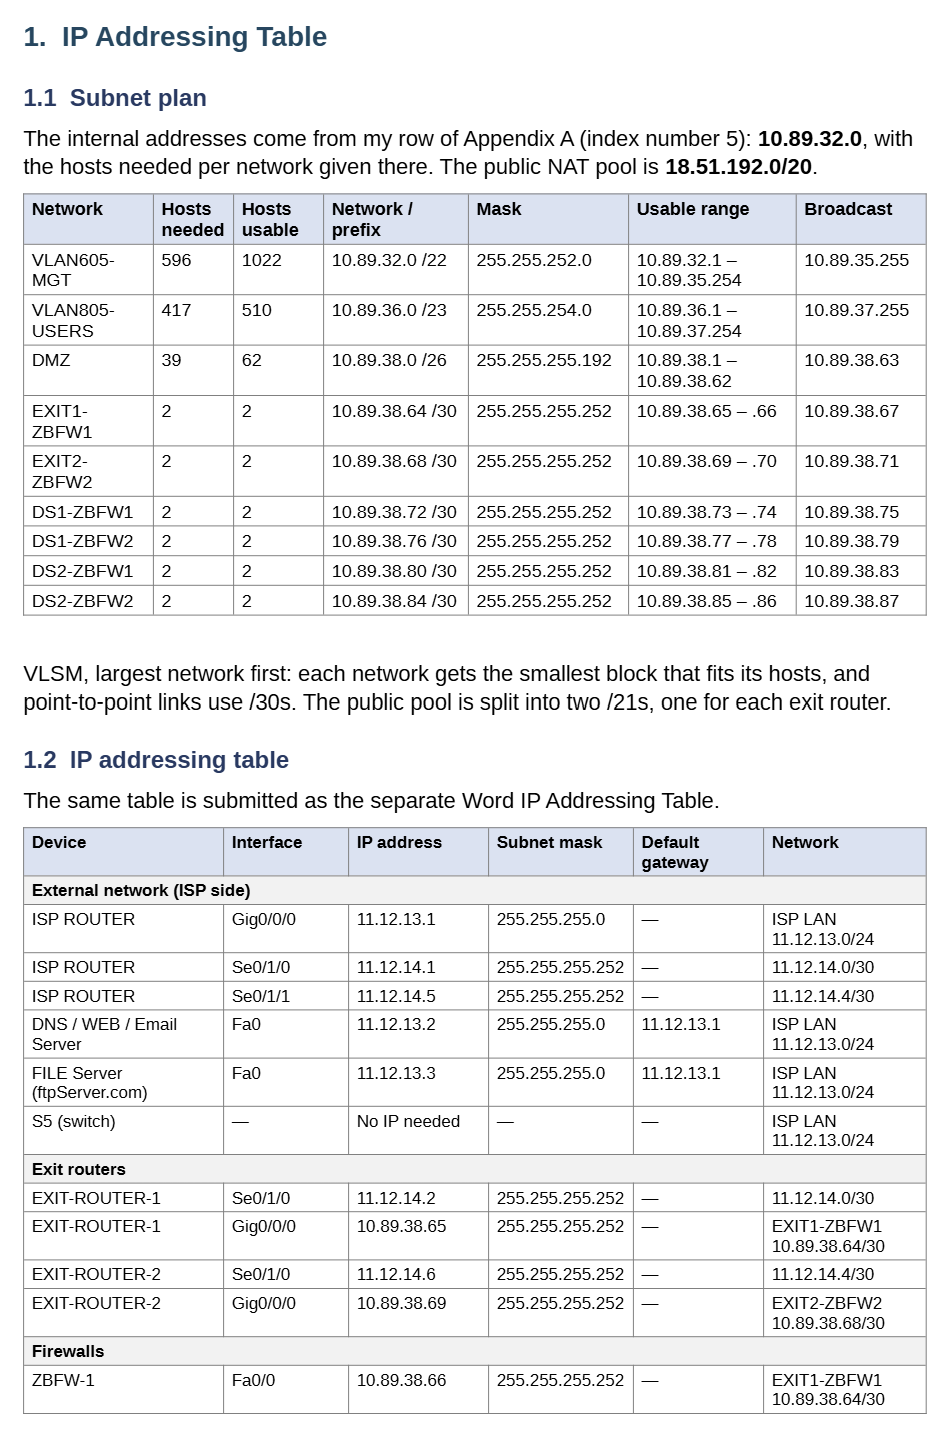 1. IP Addressing Table
1.1 Subnet plan
The internal addresses come from my row of Appendix A (index number 5): 10.89.32.0, with
the hosts needed per network given there. The public NAT pool is 18.51.192.0/20.
Network | Hosts needed | Hosts usable | Network / prefix | Mask | Usable range | Broadcast
VLAN605-MGT | 596 | 1022 | 10.89.32.0 /22 | 255.255.252.0 | 10.89.32.1 – 10.89.35.254 | 10.89.35.255
VLAN805-USERS | 417 | 510 | 10.89.36.0 /23 | 255.255.254.0 | 10.89.36.1 – 10.89.37.254 | 10.89.37.255
DMZ | 39 | 62 | 10.89.38.0 /26 | 255.255.255.192 | 10.89.38.1 – 10.89.38.62 | 10.89.38.63
EXIT1-ZBFW1 | 2 | 2 | 10.89.38.64 /30 | 255.255.255.252 | 10.89.38.65 – .66 | 10.89.38.67
EXIT2-ZBFW2 | 2 | 2 | 10.89.38.68 /30 | 255.255.255.252 | 10.89.38.69 – .70 | 10.89.38.71
DS1-ZBFW1 | 2 | 2 | 10.89.38.72 /30 | 255.255.255.252 | 10.89.38.73 – .74 | 10.89.38.75
DS1-ZBFW2 | 2 | 2 | 10.89.38.76 /30 | 255.255.255.252 | 10.89.38.77 – .78 | 10.89.38.79
DS2-ZBFW1 | 2 | 2 | 10.89.38.80 /30 | 255.255.255.252 | 10.89.38.81 – .82 | 10.89.38.83
DS2-ZBFW2 | 2 | 2 | 10.89.38.84 /30 | 255.255.255.252 | 10.89.38.85 – .86 | 10.89.38.87
VLSM, largest network first: each network gets the smallest block that fits its hosts, and
point-to-point links use /30s. The public pool is split into two /21s, one for each exit router.
1.2 IP addressing table
The same table is submitted as the separate Word IP Addressing Table.
Device | Interface | IP address | Subnet mask | Default gateway | Network
External network (ISP side)
ISP ROUTER | Gig0/0/0 | 11.12.13.1 | 255.255.255.0 | — | ISP LAN 11.12.13.0/24
ISP ROUTER | Se0/1/0 | 11.12.14.1 | 255.255.255.252 | — | 11.12.14.0/30
ISP ROUTER | Se0/1/1 | 11.12.14.5 | 255.255.255.252 | — | 11.12.14.4/30
DNS / WEB / Email Server | Fa0 | 11.12.13.2 | 255.255.255.0 | 11.12.13.1 | ISP LAN 11.12.13.0/24
FILE Server (ftpServer.com) | Fa0 | 11.12.13.3 | 255.255.255.0 | 11.12.13.1 | ISP LAN 11.12.13.0/24
S5 (switch) | — | No IP needed | — | — | ISP LAN 11.12.13.0/24
Exit routers
EXIT-ROUTER-1 | Se0/1/0 | 11.12.14.2 | 255.255.255.252 | — | 11.12.14.0/30
EXIT-ROUTER-1 | Gig0/0/0 | 10.89.38.65 | 255.255.255.252 | — | EXIT1-ZBFW1 10.89.38.64/30
EXIT-ROUTER-2 | Se0/1/0 | 11.12.14.6 | 255.255.255.252 | — | 11.12.14.4/30
EXIT-ROUTER-2 | Gig0/0/0 | 10.89.38.69 | 255.255.255.252 | — | EXIT2-ZBFW2 10.89.38.68/30
Firewalls
ZBFW-1 | Fa0/0 | 10.89.38.66 | 255.255.255.252 | — | EXIT1-ZBFW1 10.89.38.64/30